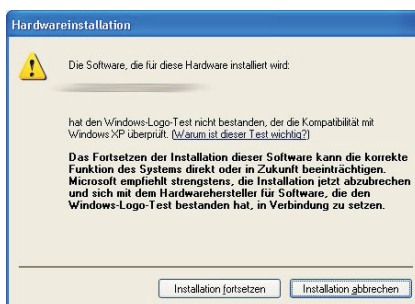 Hardwareinstallation
Die Software, die für diese Hardware installiert wird:
hat den Windows-Logo-Test nicht bestanden, der die Kompatibilität mit
Windows XP überprüft. (Warum ist dieser Test wichtig?)
Das Fortsetzen der Installation dieser Software kann die korrekte
Funktion des Systems direkt oder in Zukunft beeinträchtigen.
Microsoft empfiehlt strengstens, die Installation jetzt abzubrechen
und sich mit dem Hardwarehersteller für Software, die den
Windows-Logo-Test bestanden hat, in Verbindung zu setzen.
Installation fortsetzen
Installation abbrechen